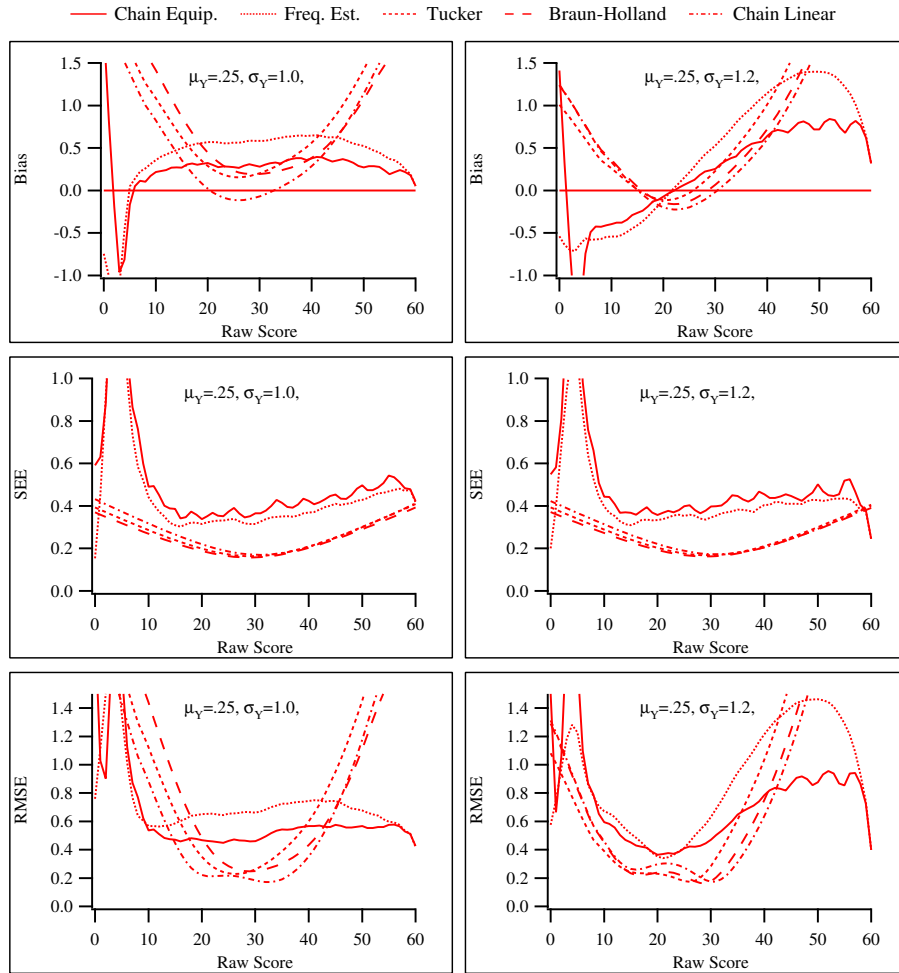 Chain Equip. Freq. Est. Tucker Braun-Holland Chain Linear
μY=.25, σY=1.0,
1.5
1.0
0.5
0.0
-0.5
-1.0
Bias
0 10 20 30 40 50 60
Raw Score
μY=.25, σY=1.2,
1.5
1.0
0.5
0.0
-0.5
-1.0
Bias
0 10 20 30 40 50 60
Raw Score
μY=.25, σY=1.0,
1.0
0.8
0.6
0.4
0.2
0.0
SEE
0 10 20 30 40 50 60
Raw Score
μY=.25, σY=1.2,
1.0
0.8
0.6
0.4
0.2
0.0
SEE
0 10 20 30 40 50 60
Raw Score
μY=.25, σY=1.0,
1.4
1.2
1.0
0.8
0.6
0.4
0.2
0.0
RMSE
0 10 20 30 40 50 60
Raw Score
μY=.25, σY=1.2,
1.4
1.2
1.0
0.8
0.6
0.4
0.2
0.0
RMSE
0 10 20 30 40 50 60
Raw Score